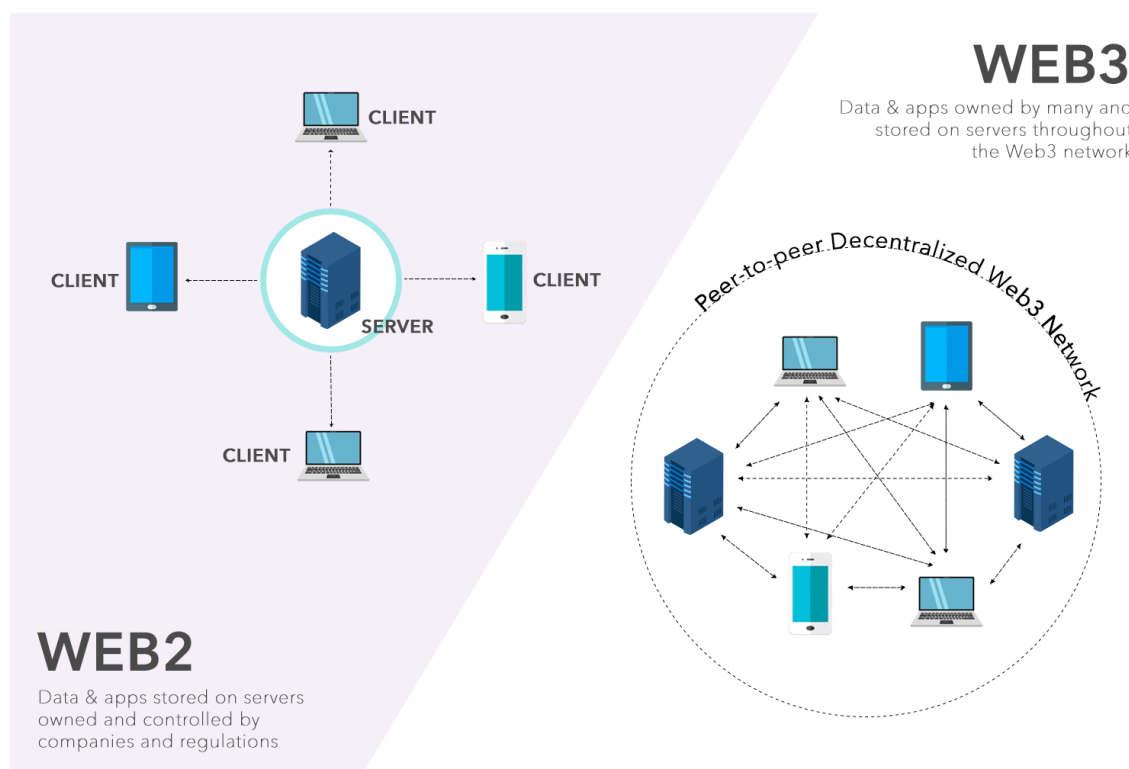 WEB3
Data & apps owned by many and
stored on servers throughout
the Web3 network
CLIENT
CLIENT
CLIENT
SERVER
CLIENT
Peer-to-peer Decentralized Web3 Network
WEB2
Data & apps stored on servers
owned and controlled by
companies and regulations